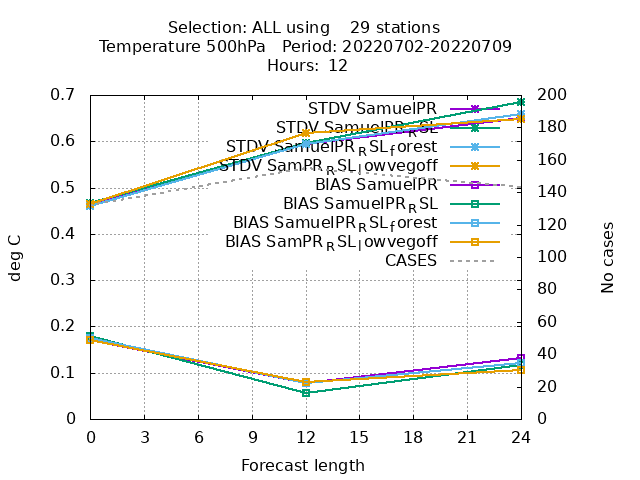 Selection: ALL using 29 stations
Temperature 500hPa Period: 20220702-20220709
Hours: 12
0.7
0.6
0.5
0.4
0.3
0.2
0.1
0
deg C
STDV SamuelPR
STDV SamuelPR_RSL
STDV SamuelPR_RSL_forest
STDV SamPR_RSL_lowvegoff
BIAS SamuelPR
BIAS SamuelPR_RSL
BIAS SamuelPR_RSL_forest
BIAS SamPR_RSL_lowvegoff
CASES
200
180
160
140
120
100
80
60
40
20
0
No cases
0 3 6 9 12 15 18 21 24
Forecast length